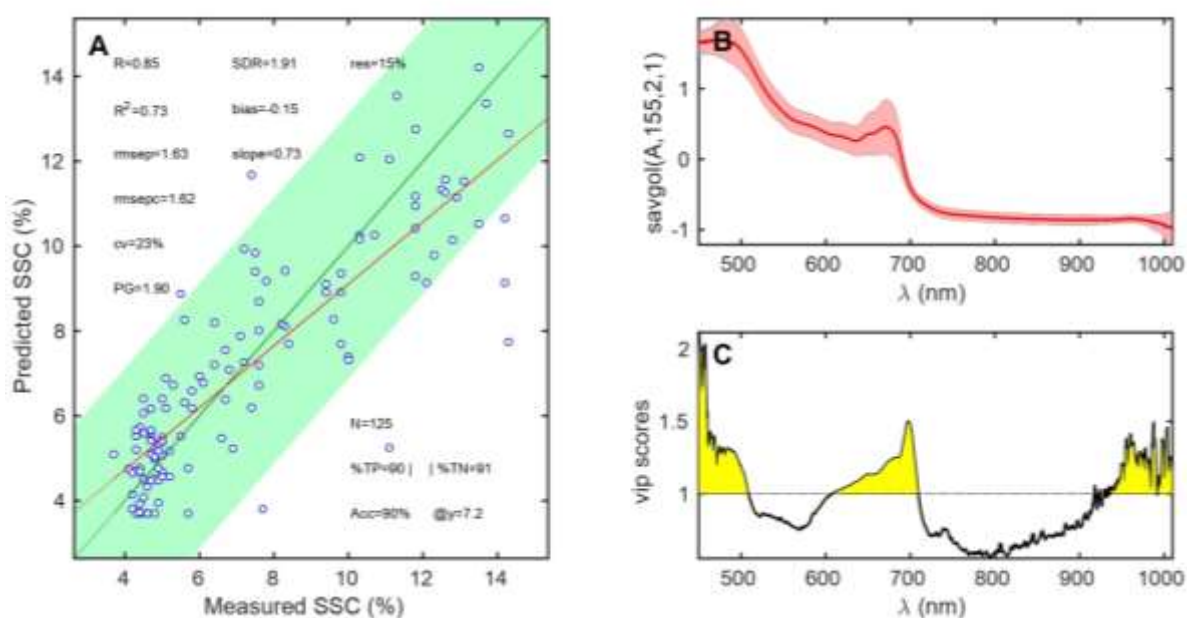 A
R=0.85 SDR=1.91 res=15%
R²=0.73 bias=-0.15
rmsep=1.63 slope=0.73
rmsepc=1.62
cv=23%
PG=1.90
N=125
%TP=90 | | %TN=91
Acc=90% @y=7.2
14
12
10
8
6
4
Predicted SSC (%)
4 6 8 10 12 14
Measured SSC (%)
B
1
0
-1
savgol(A,155,2,1)
500 600 700 800 900 1000
λ (nm)
C
2
1.5
1
vip scores
500 600 700 800 900 1000
λ (nm)